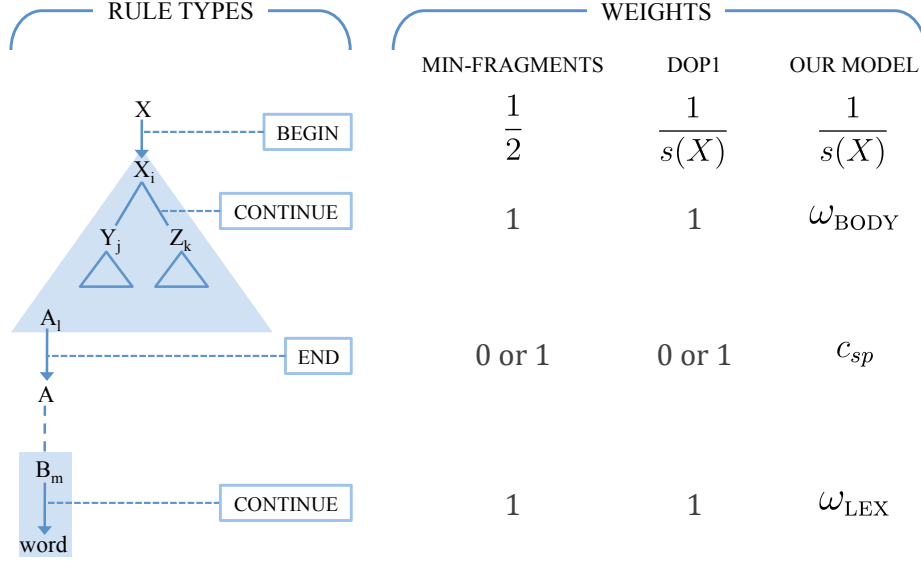 RULE TYPES WEIGHTS
MIN-FRAGMENTS DOP1 OUR MODEL
X
BEGIN 1/2 1/s(X) 1/s(X)
X_i
CONTINUE 1 1 ω_BODY
Y_j Z_k
A_l
END 0 or 1 0 or 1 c_sp
A
B_m
CONTINUE 1 1 ω_LEX
word